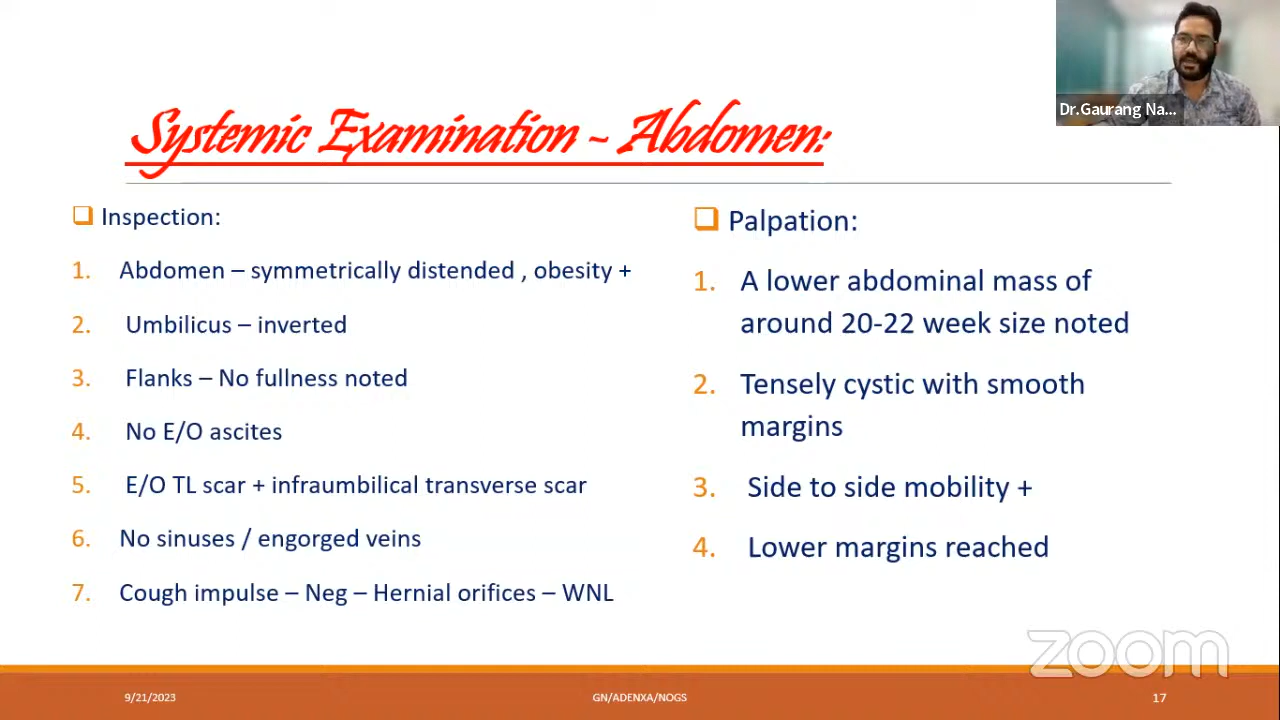 Dr.Gaurang Na...
Systemic Examination - Abdomen:
❑ Inspection:
1. Abdomen – symmetrically distended , obesity +
2. Umbilicus – inverted
3. Flanks – No fullness noted
4. No E/O ascites
5. E/O TL scar + infraumbilical transverse scar
6. No sinuses / engorged veins
7. Cough impulse – Neg – Hernial orifices – WNL
❑ Palpation:
1. A lower abdominal mass of
around 20-22 week size noted
2. Tensely cystic with smooth
margins
3. Side to side mobility +
4. Lower margins reached
zoom
9/21/2023
GN/ADENXA/NOGS
17